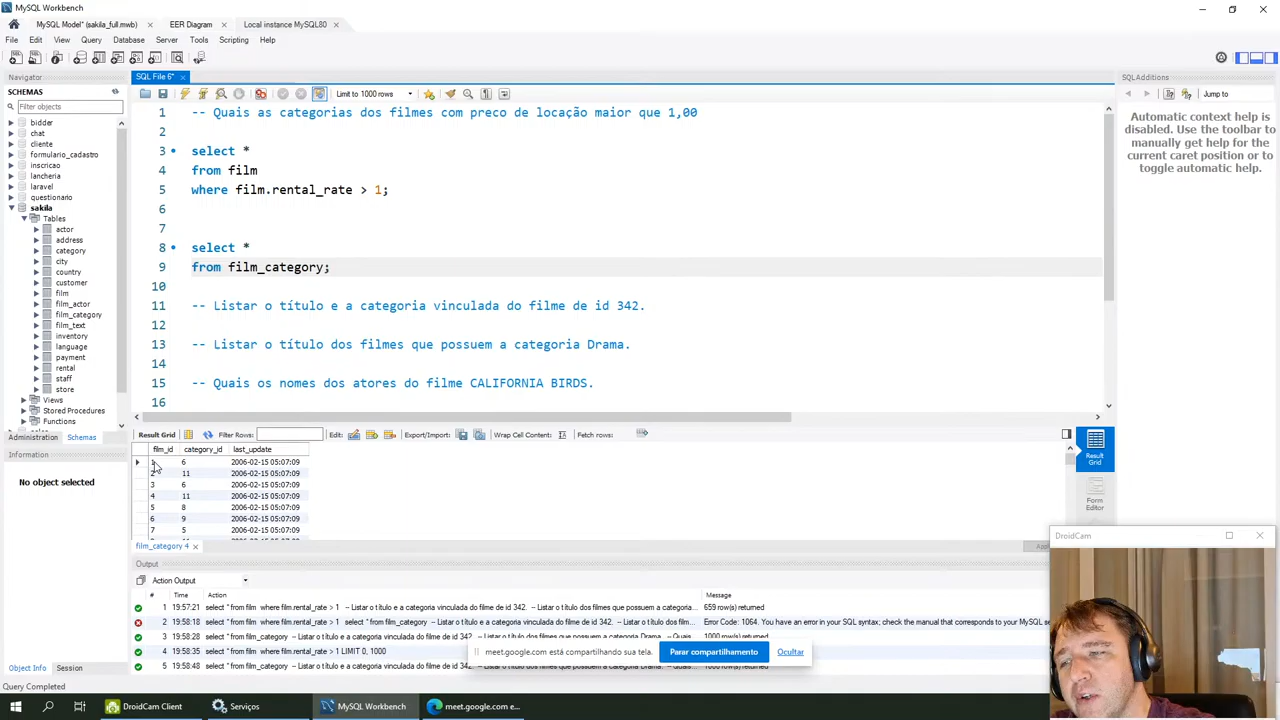 MySQL Workbench
MySQL Model* (sakila_full.mwb)
EER Diagram
Local instance MySQL80
File Edit View Query Database Server Tools Scripting Help
Navigator
SCHEMAS
Filter objects
bidder
chat
cliente
formulario_cadastro
inscricao
lancheria
laravel
questionario
sakila
Tables
actor
address
category
city
country
customer
film
film_actor
film_category
film_text
inventory
language
payment
rental
staff
store
Views
Stored Procedures
Functions
Administration Schemas
Information
No object selected
Object Info Session
Query Completed
SQL File 6*
Limit to 1000 rows
1 -- Quais as categorias dos filmes com preco de locação maior que 1,00
2
3 select *
4 from film
5 where film.rental_rate > 1;
6
7
8 select *
9 from film_category;
10
11 -- Listar o título e a categoria vinculada do filme de id 342.
12
13 -- Listar o título dos filmes que possuem a categoria Drama.
14
15 -- Quais os nomes dos atores do filme CALIFORNIA BIRDS.
16
Result Grid Filter Rows: Edit: Export/Import: Wrap Cell Content: Fetch rows:
film_id category_id last_update
1 6 2006-02-15 05:07:09
2 11 2006-02-15 05:07:09
3 6 2006-02-15 05:07:09
4 11 2006-02-15 05:07:09
5 8 2006-02-15 05:07:09
6 9 2006-02-15 05:07:09
7 5 2006-02-15 05:07:09
film_category 4
Result
Grid
Form
Editor
Output
Action Output
# Time Action Message
1 19:57:21 select * from film where film.rental_rate > 1 -- Listar o título e a categoria vinculada do filme de id 342. -- Listar o título dos filmes que possuem a categoria Drama... 659 row(s) returned
2 19:58:18 select * from film where film.rental_rate > 1 select * from film_category -- Listar o título e a categoria vinculada do filme de id 342. -- Listar o título dos filmes... Error Code: 1064. You have an error in your SQL syntax; check the manual that corresponds to your MySQL se
3 19:58:28 select * from film_category -- Listar o título e a categoria vinculada do filme de id 342. -- Listar o título dos filmes que possuem a categoria Drama. -- Quais... 1000 row(s) returned
4 19:58:35 select * from film where film.rental_rate > 1 LIMIT 0, 1000
5 19:58:48 select * from film_category -- Listar o título e a categoria vinculada do filme de id 342.
meet.google.com está compartilhando sua tela. Parar compartilhamento Ocultar
SQLAdditions
Jump to
Automatic context help is
disabled. Use the toolbar to
manually get help for the
current caret position or to
toggle automatic help.
DroidCam
DroidCam Client
Serviços
MySQL Workbench
meet.google.com e...